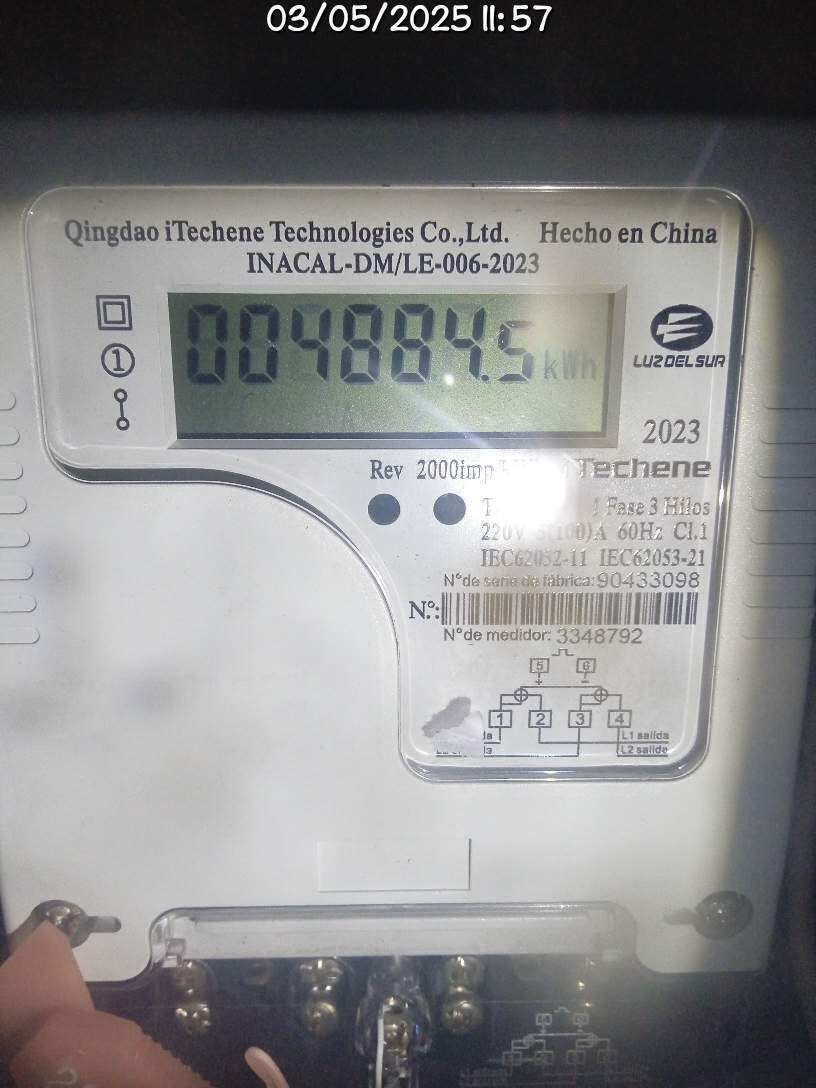 03/05/2025 11:57
Qingdao iTechene Technologies Co.,Ltd. Hecho en China
INACAL-DM/LE-006-2023
004884.5 kWh
1
LUZ DEL SUR
2023
Rev 2000imp Techene
1 Fase 3 Hilos
220V 5(100)A 60Hz Cl.1
IEC62052-11 IEC62053-21
N°de serie de fábrica: 90433098
N.º:
N°de medidor: 3348792
5 6
+ -
1 2 3 4
L1 salida
L2 salida